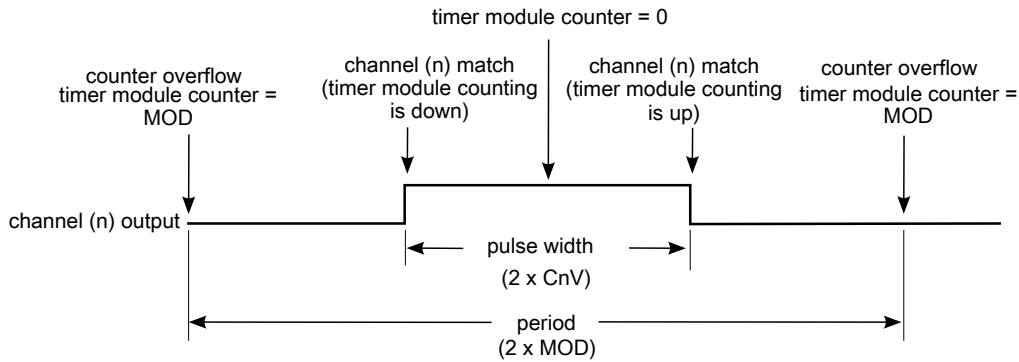 timer module counter = 0
counter overflow
timer module counter =
MOD
channel (n) match
(timer module counting
is down)
channel (n) match
(timer module counting
is up)
counter overflow
timer module counter =
MOD
channel (n) output
pulse width
(2 x CnV)
period
(2 x MOD)